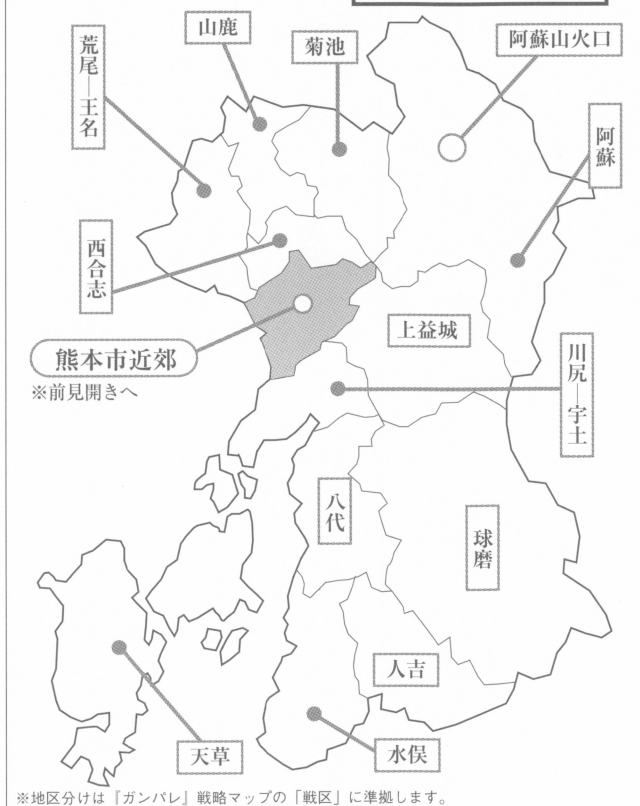 山鹿
菊池
阿蘇山火口
荒尾―王名
阿蘇
西合志
上益城
熊本市近郊
※前見開きへ
川尻―宇土
八代
球磨
人吉
天草
水俣
※地区分けは『ガンパレ』戦略マップの「戦区」に準拠します。